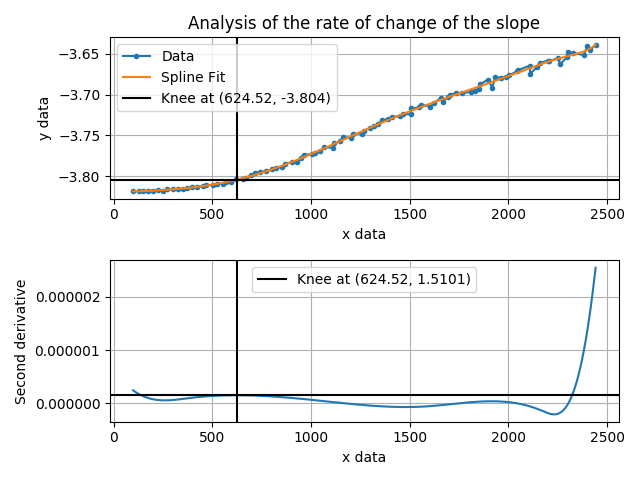 Analysis of the rate of change of the slope
y data
−3.65
−3.70
−3.75
−3.80
Data
Spline Fit
Knee at (624.52, -3.804)
0 500 1000 1500 2000 2500
x data
Second derivative
0.000002
0.000001
0.000000
Knee at (624.52, 1.5101)
0 500 1000 1500 2000 2500
x data